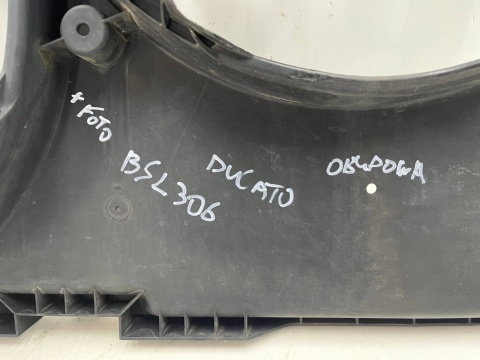 + FOTO
BSL306
DUCATO
OBUDOWA